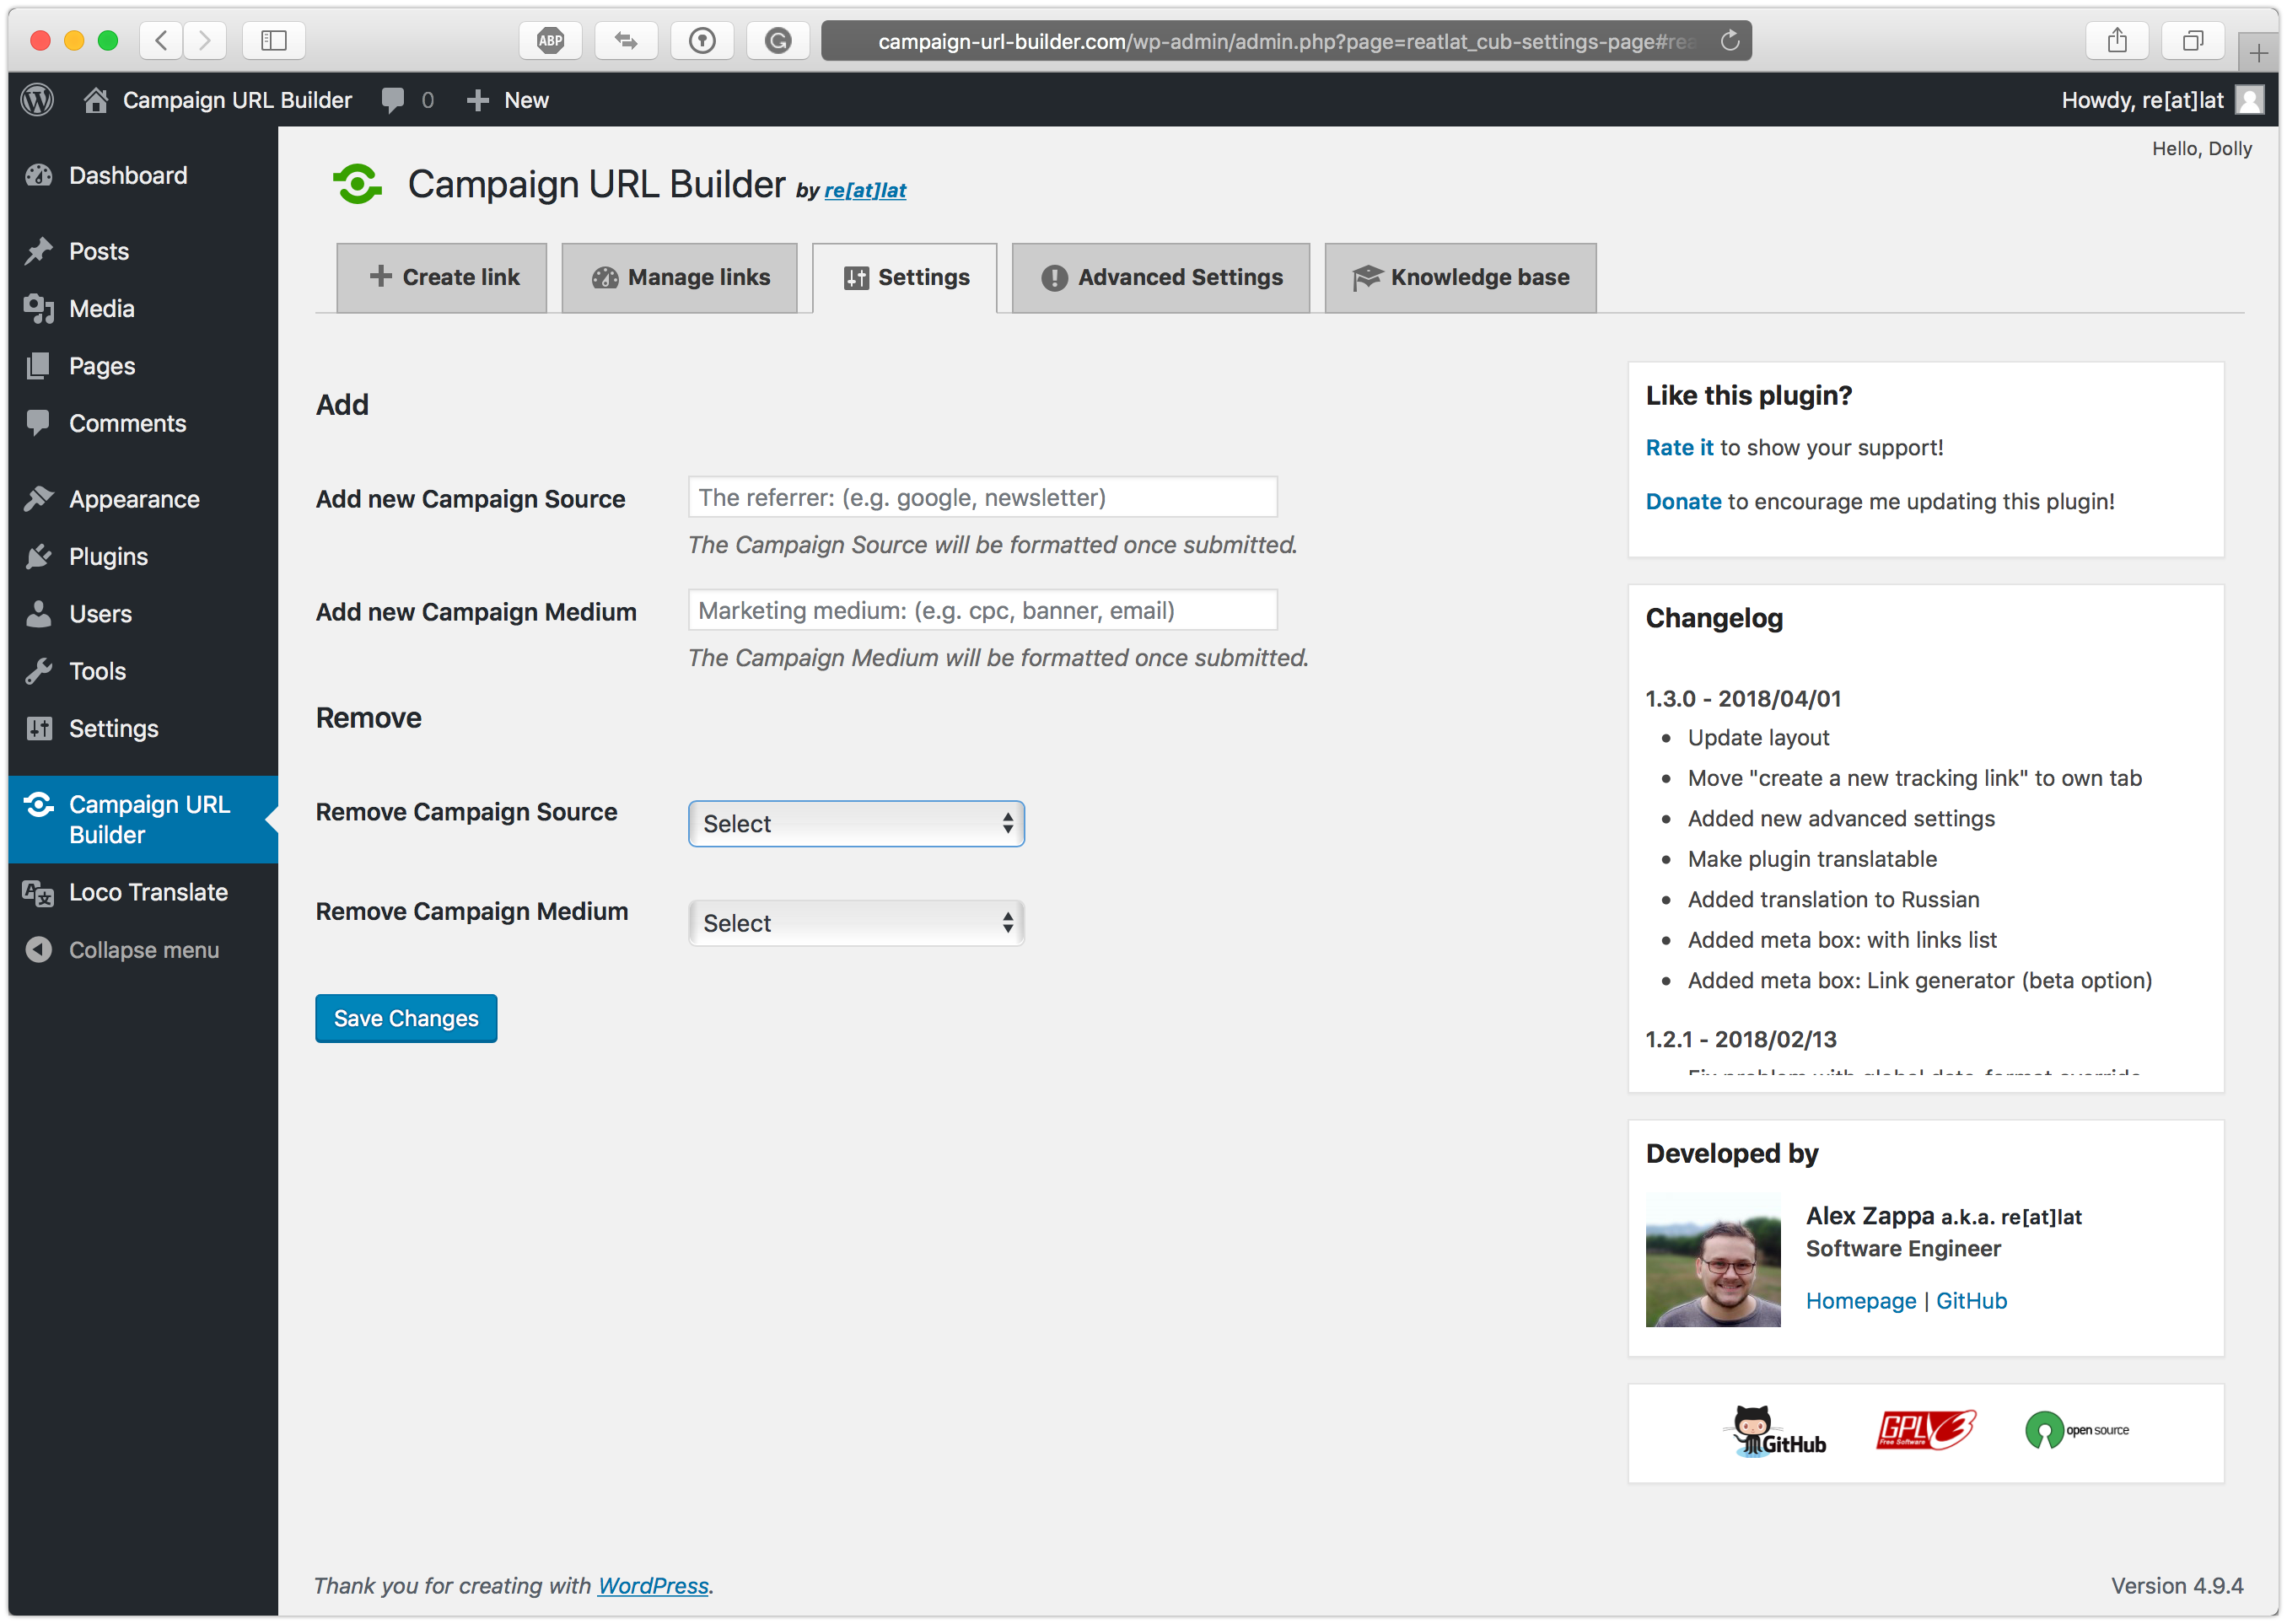 ABP
campaign-url-builder.com/wp-admin/admin.php?page=reatlat_cub-settings-page#rea
Campaign URL Builder 0 New
Howdy, re[at]lat
Hello, Dolly
Dashboard
Posts
Media
Pages
Comments
Appearance
Plugins
Users
Tools
Settings
Campaign URL
Builder
Loco Translate
Collapse menu
Campaign URL Builder by re[at]lat
Create link
Manage links
Settings
Advanced Settings
Knowledge base
Add
Add new Campaign Source
The referrer: (e.g. google, newsletter)
The Campaign Source will be formatted once submitted.
Add new Campaign Medium
Marketing medium: (e.g. cpc, banner, email)
The Campaign Medium will be formatted once submitted.
Remove
Remove Campaign Source
Select
Remove Campaign Medium
Select
Save Changes
Like this plugin?
Rate it to show your support!
Donate to encourage me updating this plugin!
Changelog
1.3.0 - 2018/04/01
Update layout
Move "create a new tracking link" to own tab
Added new advanced settings
Make plugin translatable
Added translation to Russian
Added meta box: with links list
Added meta box: Link generator (beta option)
1.2.1 - 2018/02/13
Developed by
Alex Zappa a.k.a. re[at]lat
Software Engineer
Homepage | GitHub
GitHub
GPLv3
Free Software
open source
Thank you for creating with WordPress.
Version 4.9.4